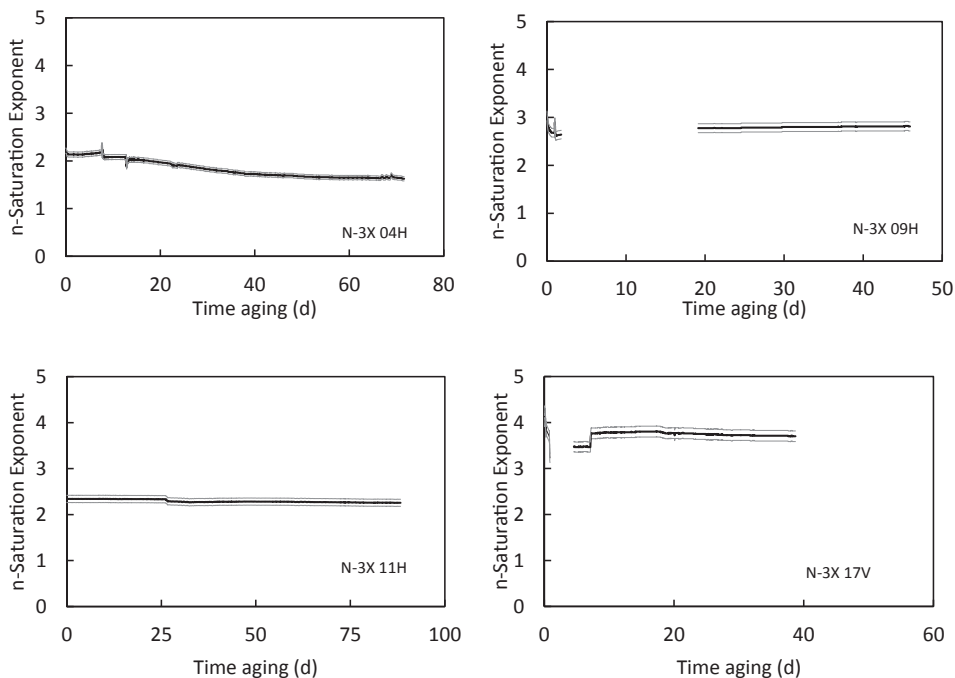 5
4
3
2
1
0
n-Saturation Exponent
N-3X 04H
0 20 40 60 80
Time aging (d)
5
4
3
2
1
0
n-Saturation Exponent
N-3X 09H
0 10 20 30 40 50
Time aging (d)
5
4
3
2
1
0
n-Saturation Exponent
N-3X 11H
0 25 50 75 100
Time aging (d)
5
4
3
2
1
0
n-Saturation Exponent
N-3X 17V
0 20 40 60
Time aging (d)